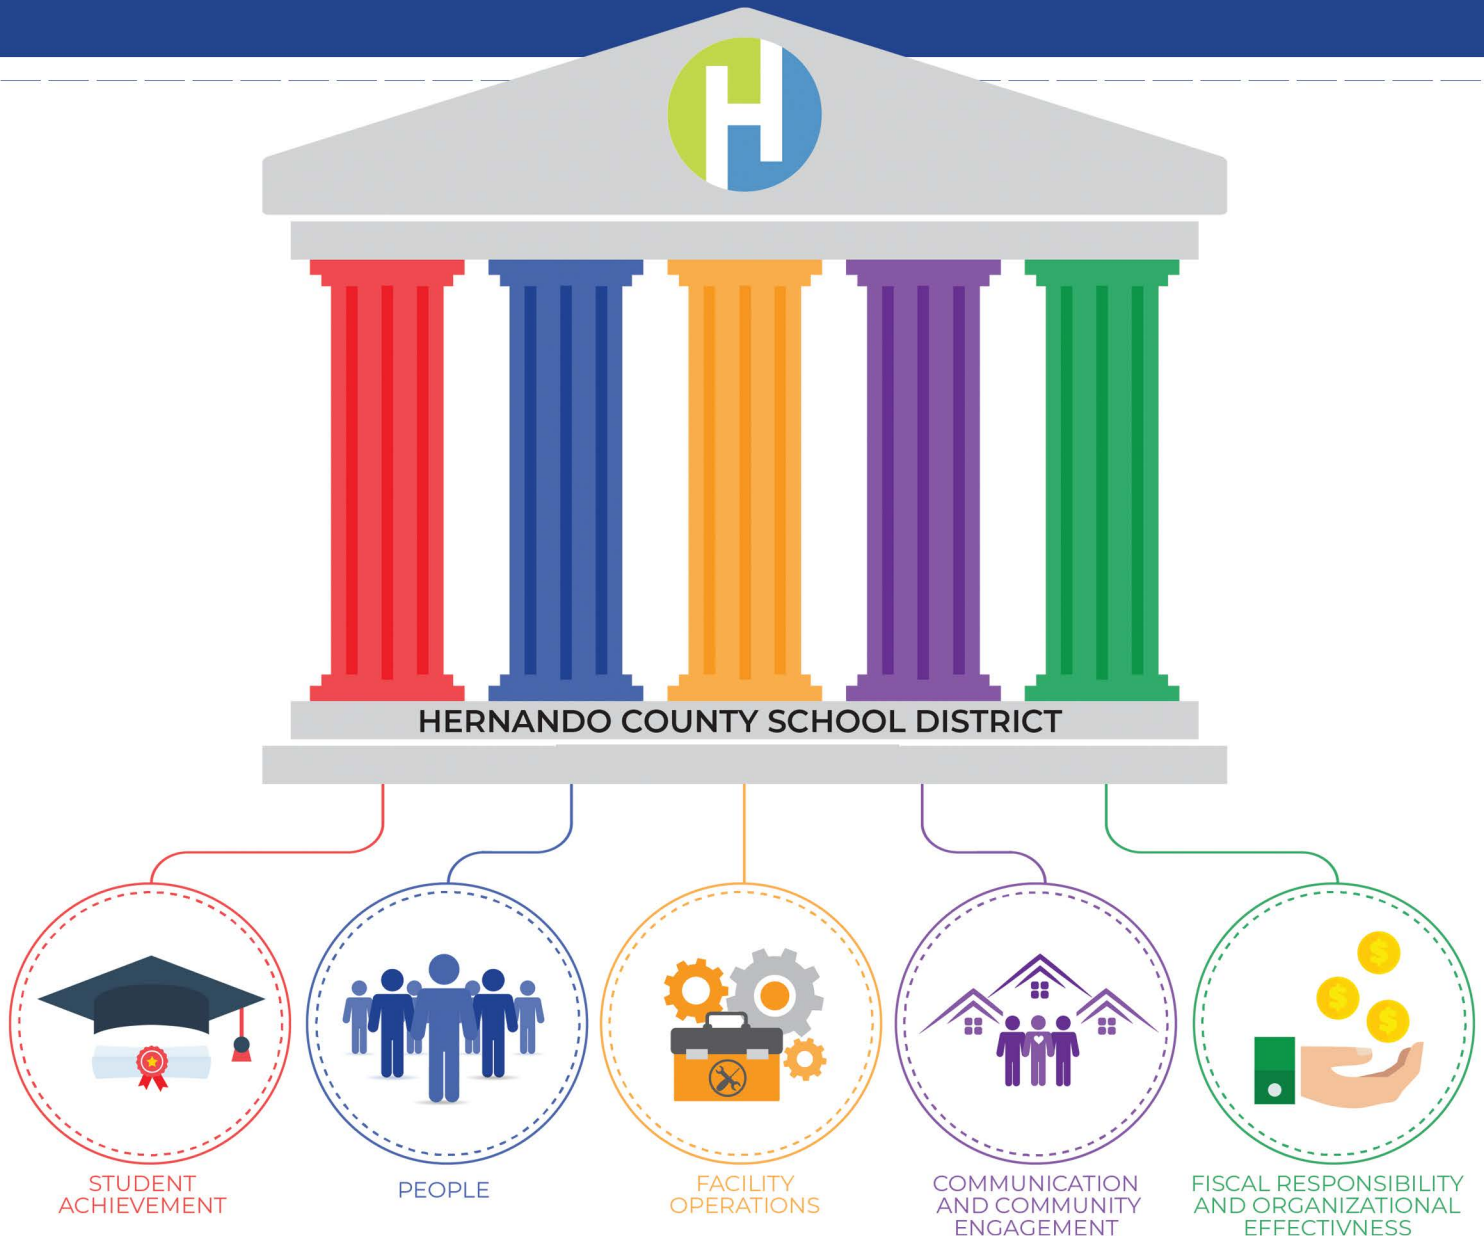 H
HERNANDO COUNTY SCHOOL DISTRICT
$
$
$
STUDENT
ACHIEVEMENT
PEOPLE
FACILITY
OPERATIONS
COMMUNICATION
AND COMMUNITY
ENGAGEMENT
FISCAL RESPONSIBILITY
AND ORGANIZATIONAL
EFFECTIVNESS